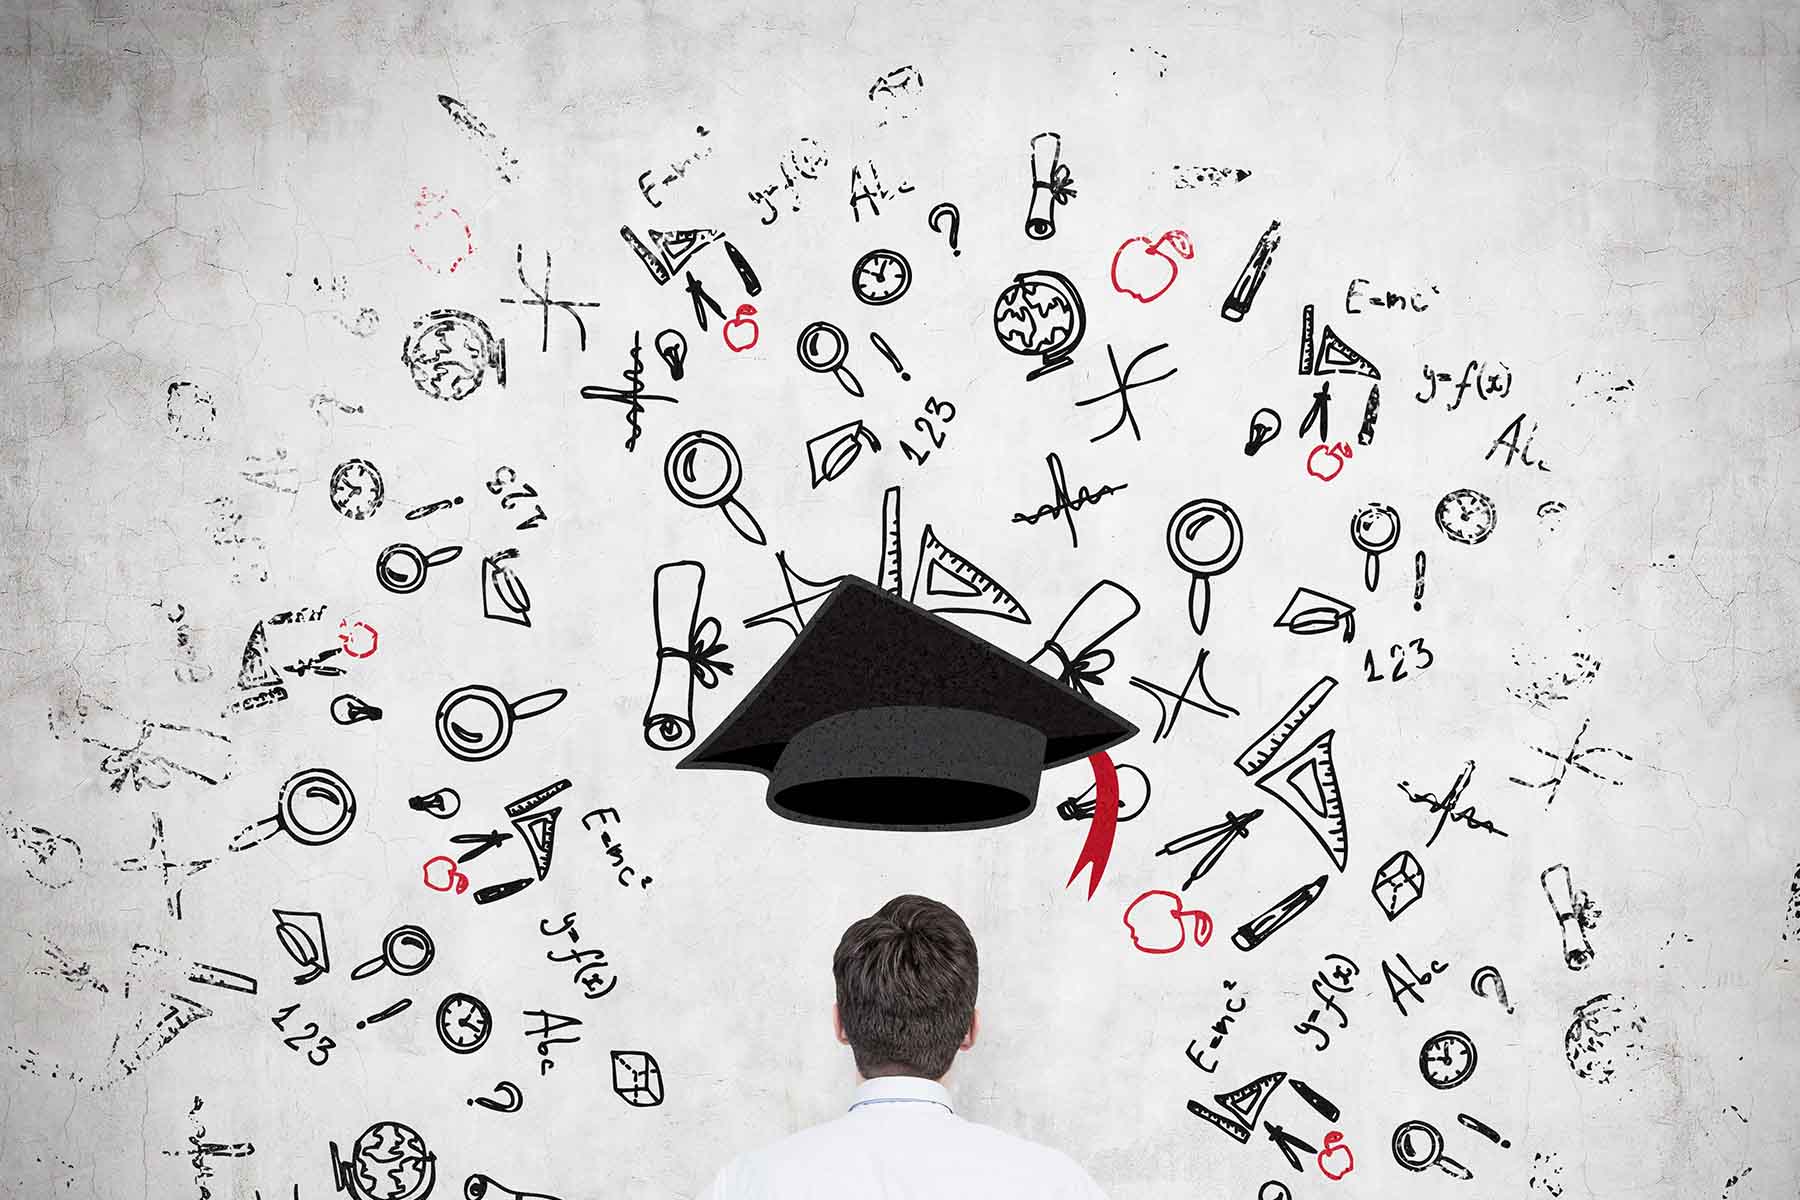 E=mc²
y=f(x)
Abc
?
E=mc²
!
y=f(x)
123
Abc
123
!
!
123
E=mc²
y=f(x)
Abc
?
E=mc²
y=f(x)
!
123
Abc
?
!